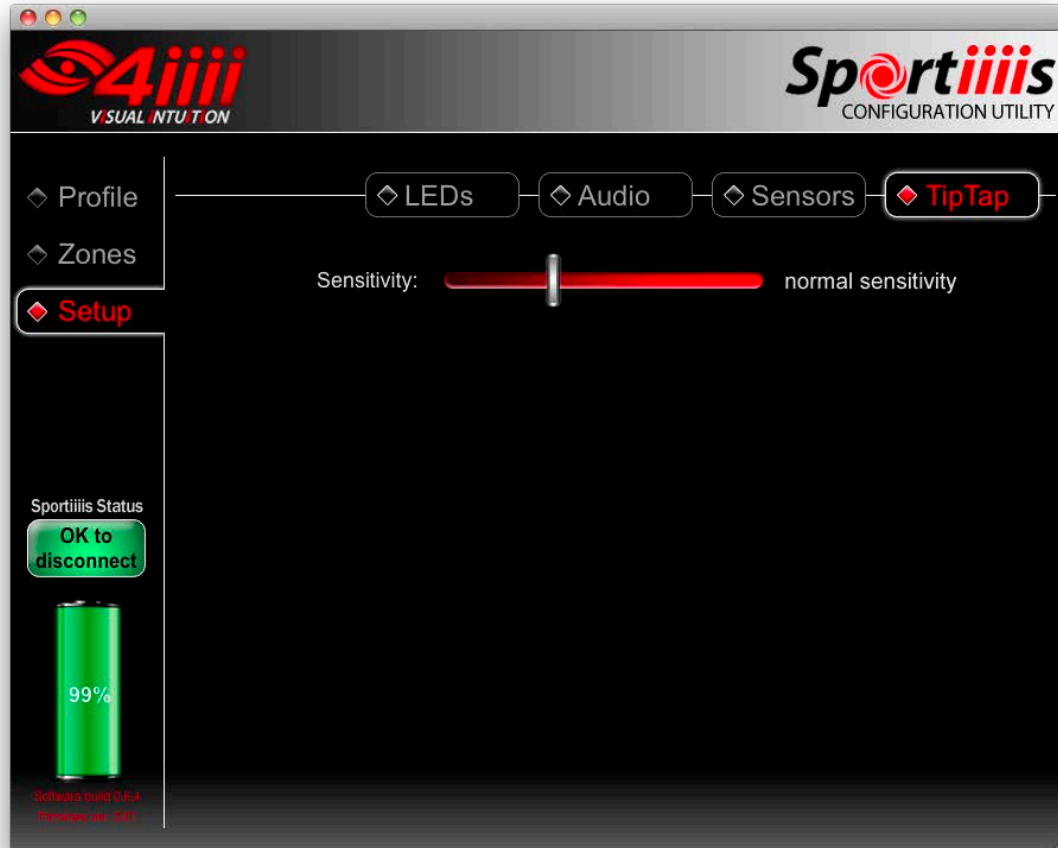 4iiii
VISUAL INTUITION
Sportiiiis
CONFIGURATION UTILITY
Profile
Zones
Setup
LEDs
Audio
Sensors
TipTap
Sensitivity:
normal sensitivity
Sportiiiis Status
OK to
disconnect
99%
Software build 0.6.4